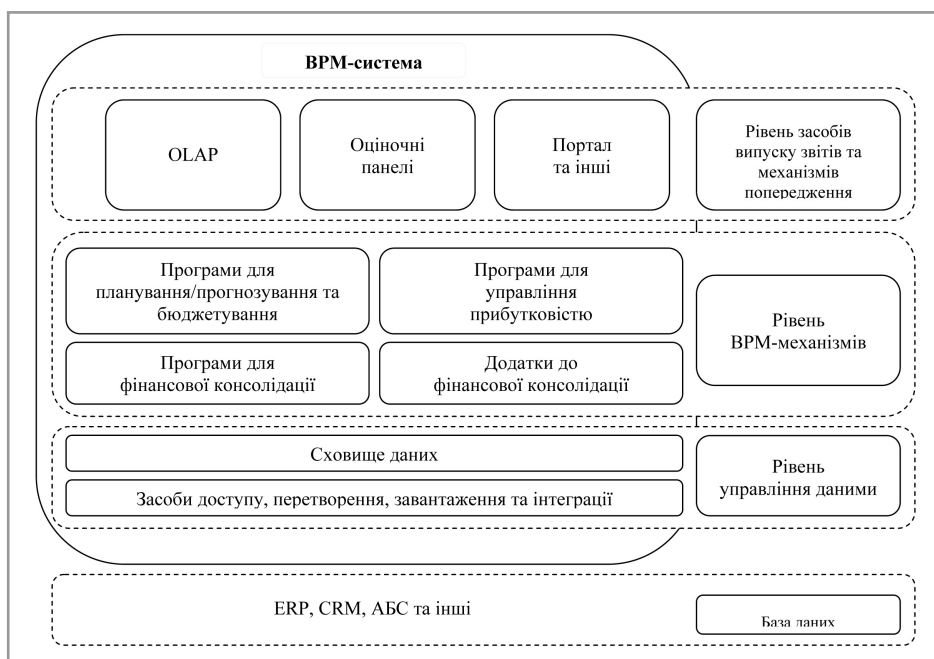 BPM-система
OLAP
Оціночні
панелі
Портал
та інші
Рівень засобів
випуску звітів та
механізмів
попередження
Програми для
планування/прогнозування та
бюджетування
Програми для
управління
прибутковістю
Програми для
фінансової консолідації
Додатки до
фінансової консолідації
Рівень
BPM-механізмів
Сховище даних
Засоби доступу, перетворення, завантаження та інтеграції
Рівень
управління даними
ERP, CRM, АБС та інші
База даних